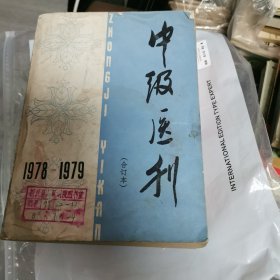 ZHONGJI YIKAN
中级医刊
(合订本)
1978-1979
INTERNATIONAL EDITION TYPE EXPERT